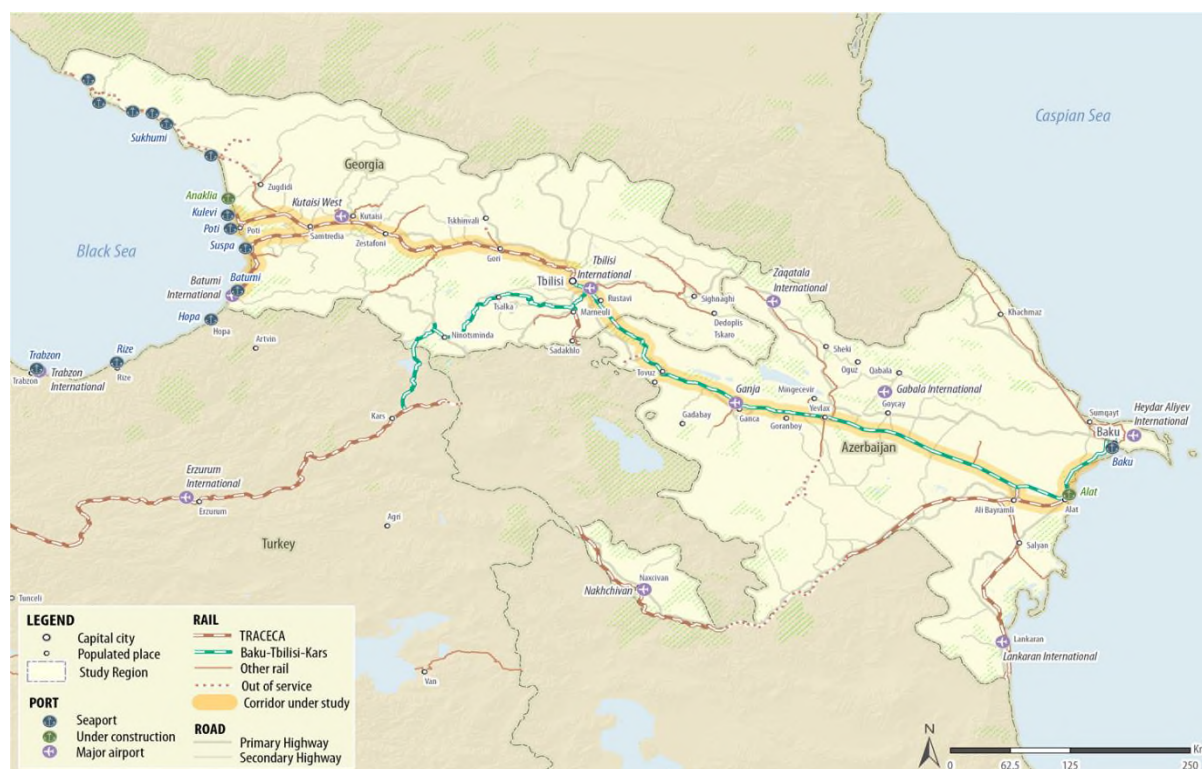 Caspian Sea
Sukhumi
Georgia
Zugdidi
Anaklia
Kutaisi West
Kulevi
Kutaisi
Tskhinvali
Poti
Poti
Samtredia
Zestafoni
Black Sea
Suspa
Gori
Tbilisi
International
Tbilisi
Zaqatala
International
Batumi
International
Batumi
Rustavi
Sighnaghi
Tsalka
Marneuli
Dedoplis
Tskaro
Khachmaz
Hopa
Hopa
Ninotsminda
Artvin
Sadakhlo
Sheki
Oguz
Qabala
Trabzon
Trabzon
Trabzon
International
Rize
Rize
Tovuz
Gabala International
Mingecevir
Ganja
Kars
Gadabay
Ganca
Goranboy
Yevlax
Goycay
Sumqayt
Heydar Aliyev
International
Baku
Baku
Azerbaijan
Erzurum
International
Erzurum
Alat
Alat
Ali Bayramli
Agri
Turkey
Salyan
Naxcivan
Nakhchivan
Tunceli
Lankaran
Lankaran International
Van
LEGEND
Capital city
Populated place
Study Region
PORT
Seaport
Under construction
Major airport
RAIL
TRACECA
Baku-Tbilisi-Kars
Other rail
Out of service
Corridor under study
ROAD
Primary Highway
Secondary Highway
N
Km
0 62.5 125 250